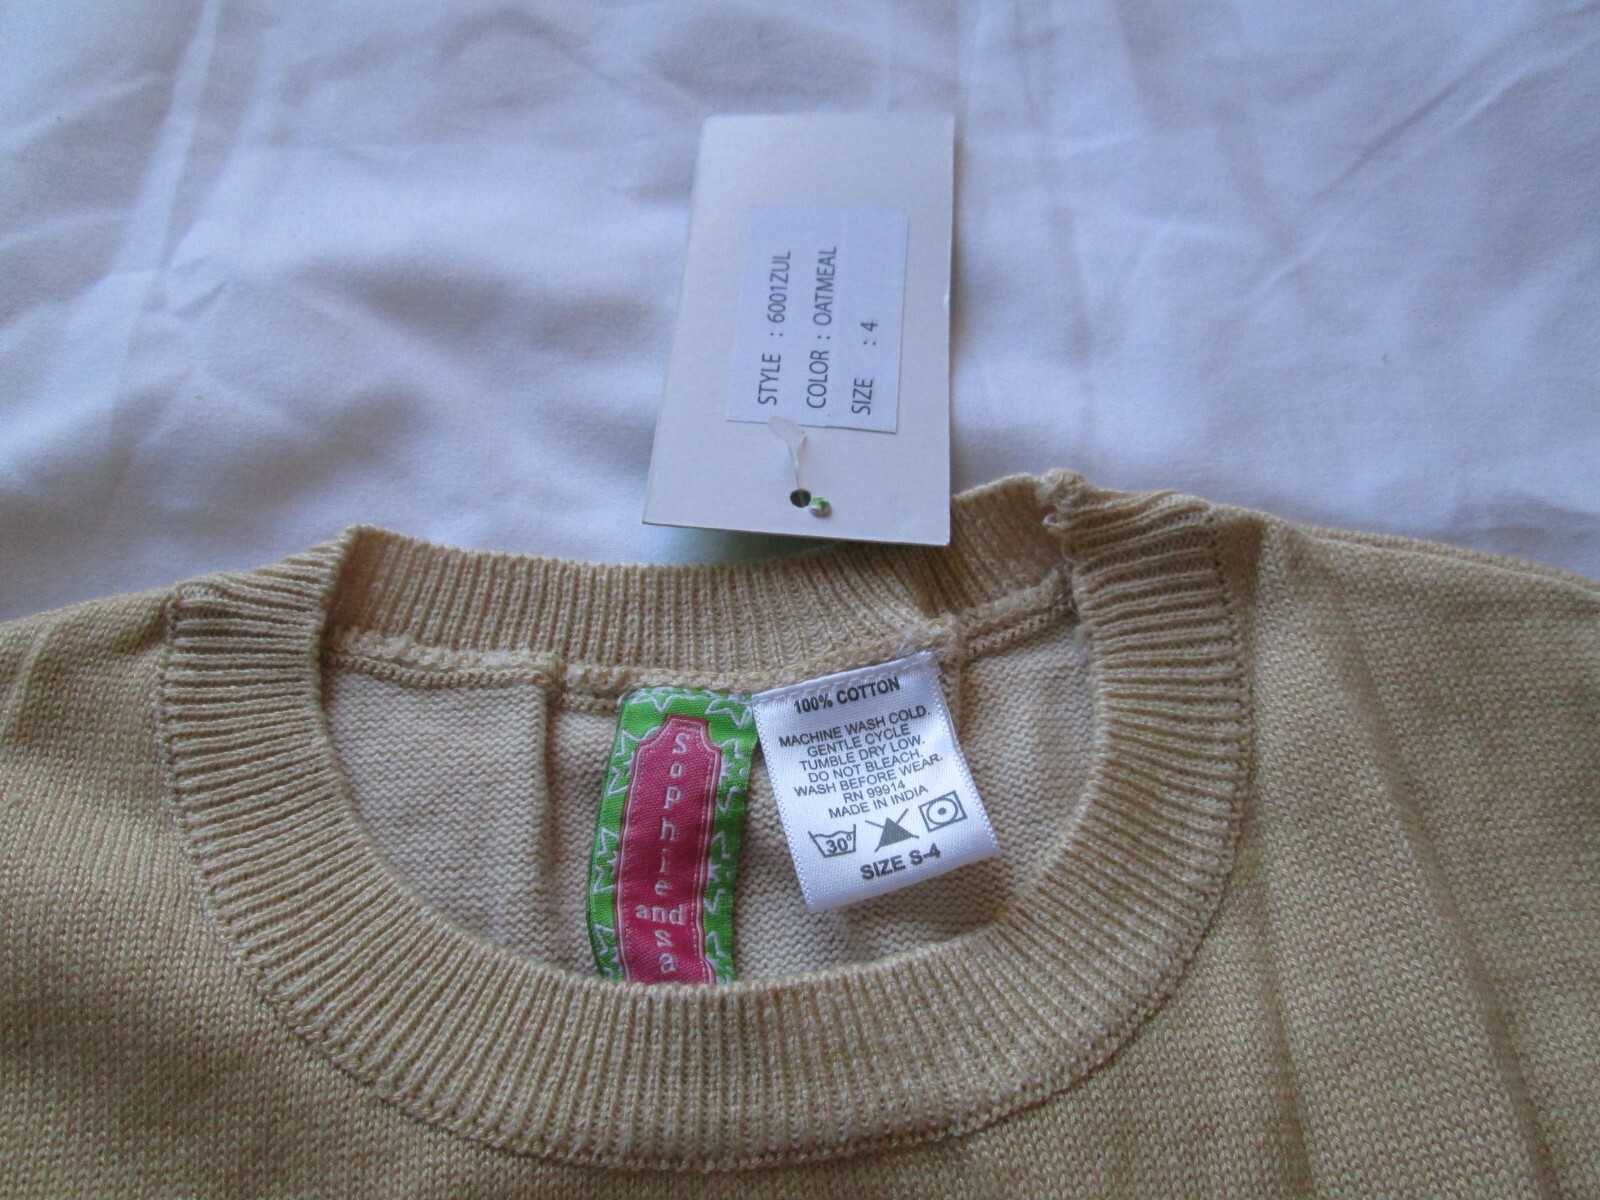 STYLE : 6001ZUL
COLOR : OATMEAL
SIZE : 4
Sophie
and
Sa
100% COTTON
MACHINE WASH COLD.
GENTLE CYCLE
TUMBLE DRY LOW.
DO NOT BLEACH.
WASH BEFORE WEAR.
RN 99914
MADE IN INDIA
30°
SIZE S-4